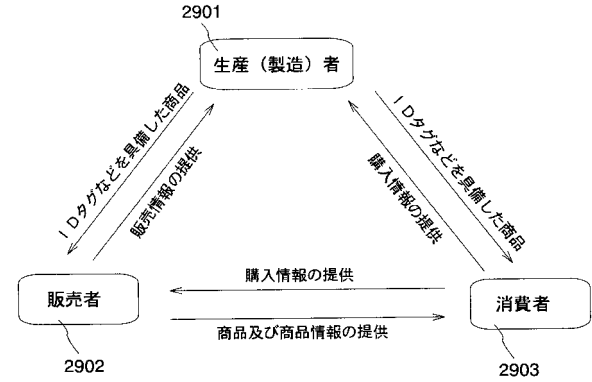 2901
生産（製造）者
IDタグなどを具備した商品
販売情報の提供
購入情報の提供
IDタグなどを具備した商品
販売者
購入情報の提供
商品及び商品情報の提供
消費者
2902
2903